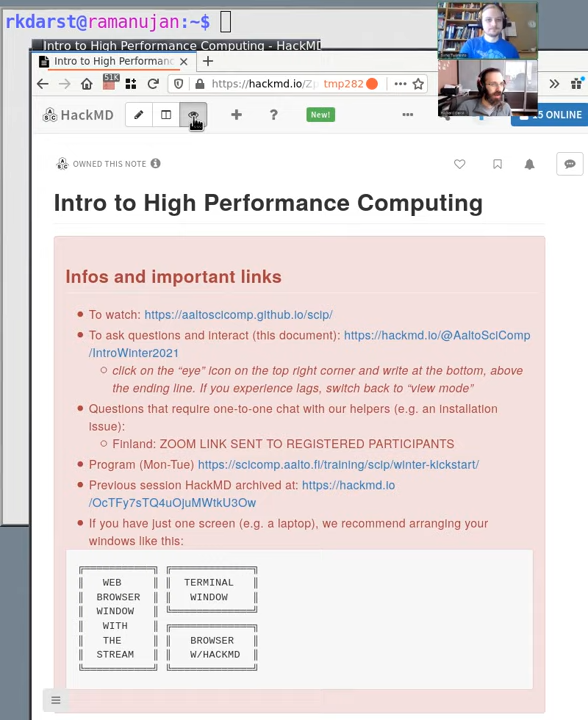 rkdarst@ramanujan:~$
Intro to High Performance Computing - HackMD
Intro to High Performanc
51K
https://hackmd.io/Z
tmp282
HackMD
New!
5 ONLINE
OWNED THIS NOTE
Intro to High Performance Computing
Infos and important links
To watch: https://aaltoscicomp.github.io/scip/
To ask questions and interact (this document): https://hackmd.io/@AaltoSciComp
/IntroWinter2021
click on the “eye” icon on the top right corner and write at the bottom, above
the ending line. If you experience lags, switch back to “view mode”
Questions that require one-to-one chat with our helpers (e.g. an installation
issue):
Finland: ZOOM LINK SENT TO REGISTERED PARTICIPANTS
Program (Mon-Tue) https://scicomp.aalto.fi/training/scip/winter-kickstart/
Previous session HackMD archived at: https://hackmd.io
/OcTFy7sTQ4uOjuMWtkU3Ow
If you have just one screen (e.g. a laptop), we recommend arranging your
windows like this:
WEB TERMINAL
BROWSER WINDOW
WINDOW
WITH
THE BROWSER
STREAM W/HACKMD